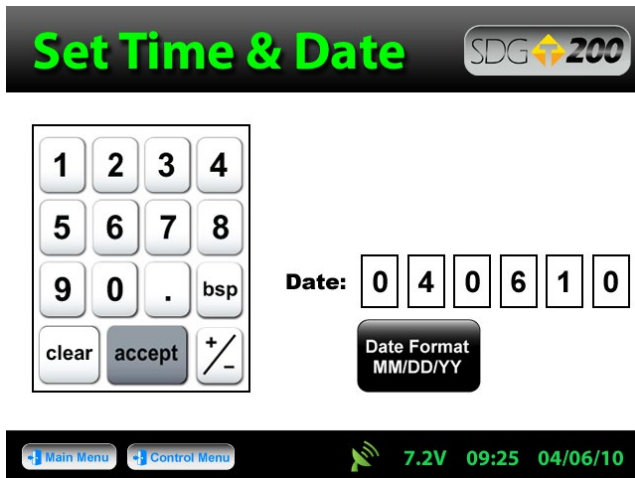 Set Time & Date
SDG 200
1 2 3 4
5 6 7 8
9 0 . bsp
clear accept +/-
Date: 0 4 0 6 1 0
Date Format
MM/DD/YY
Main Menu Control Menu 7.2V 09:25 04/06/10